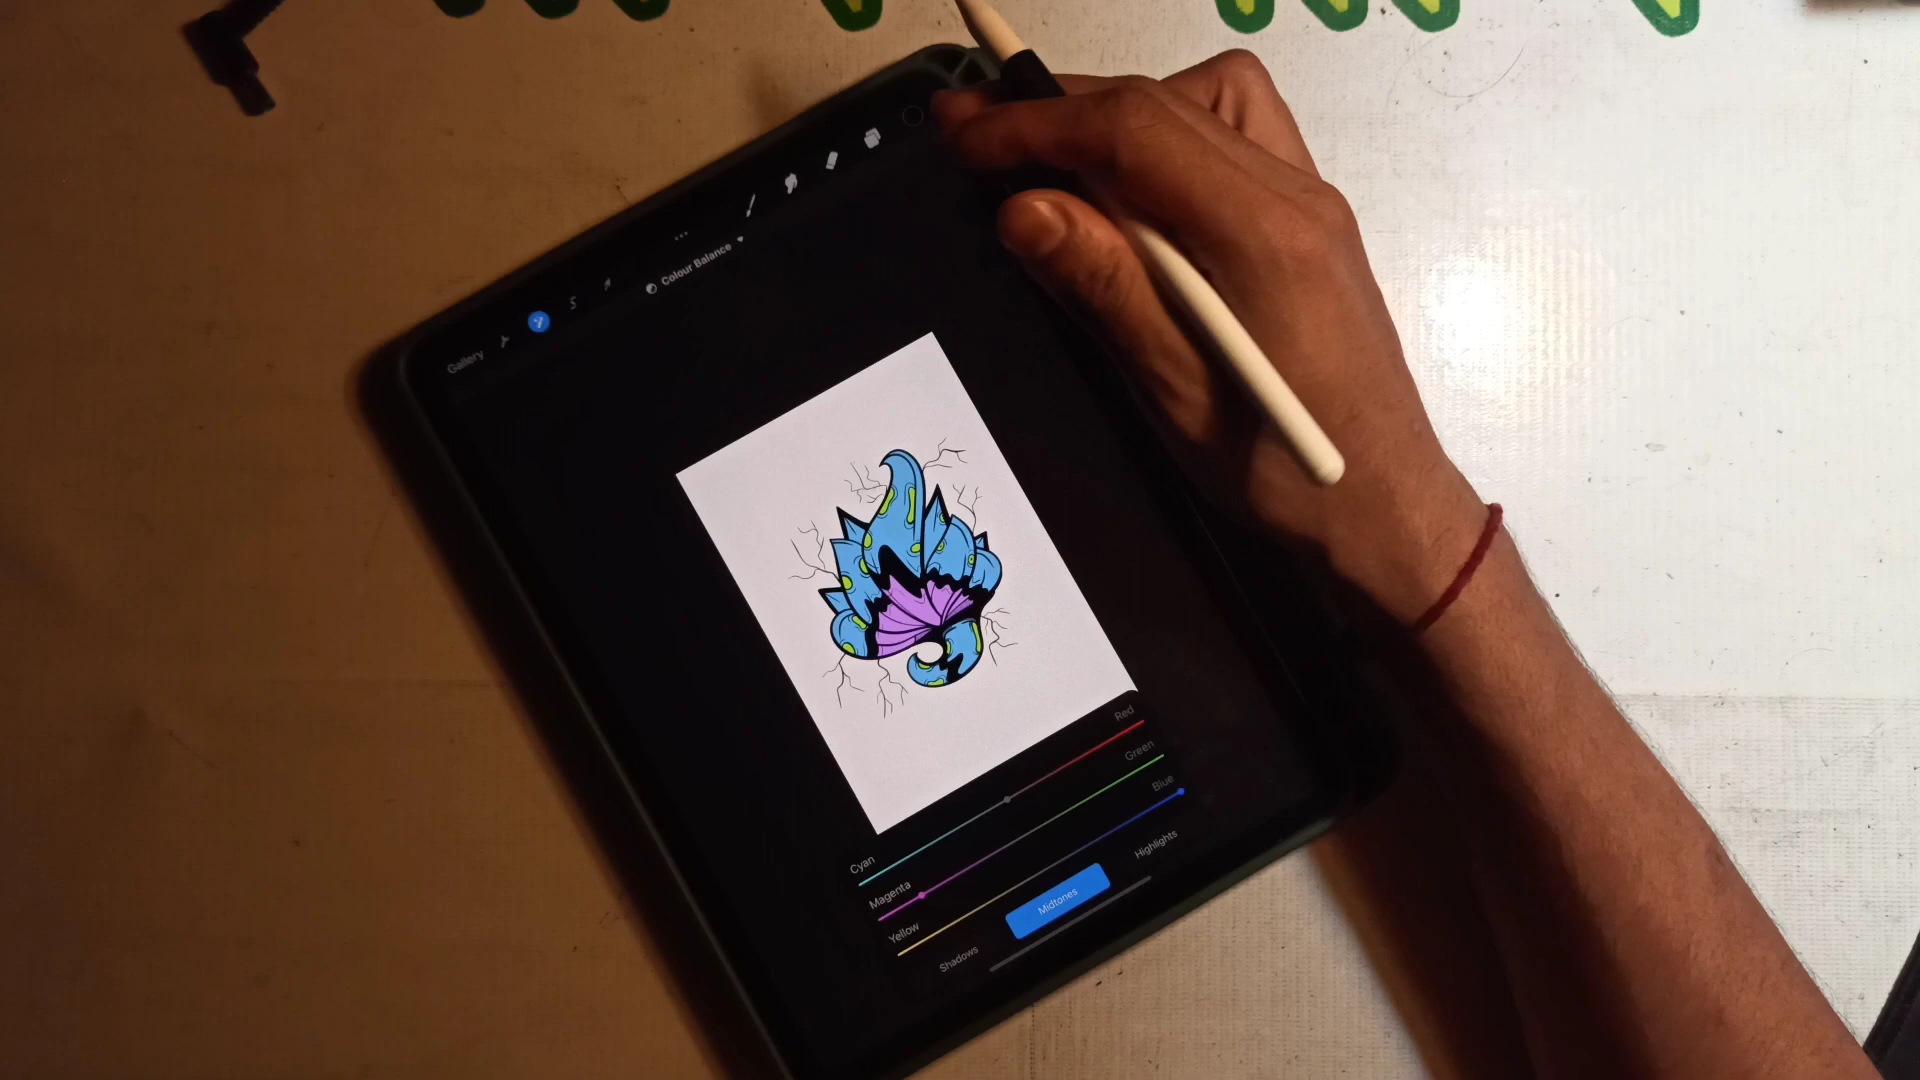 Gallery
Colour Balance
Cyan
Red
Magenta
Green
Yellow
Blue
Shadows
Midtones
Highlights